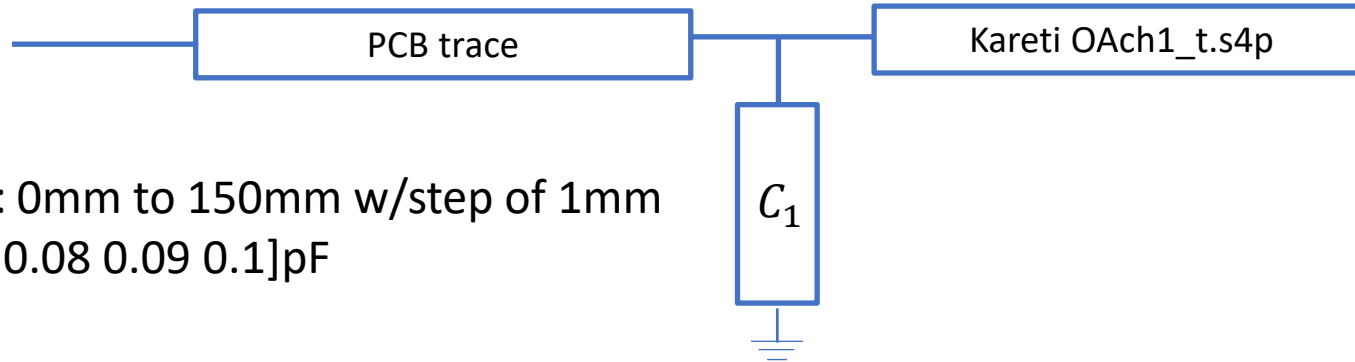 PCB trace
Kareti OAch1_t.s4p
: 0mm to 150mm w/step of 1mm
0.08 0.09 0.1]pF
C₁